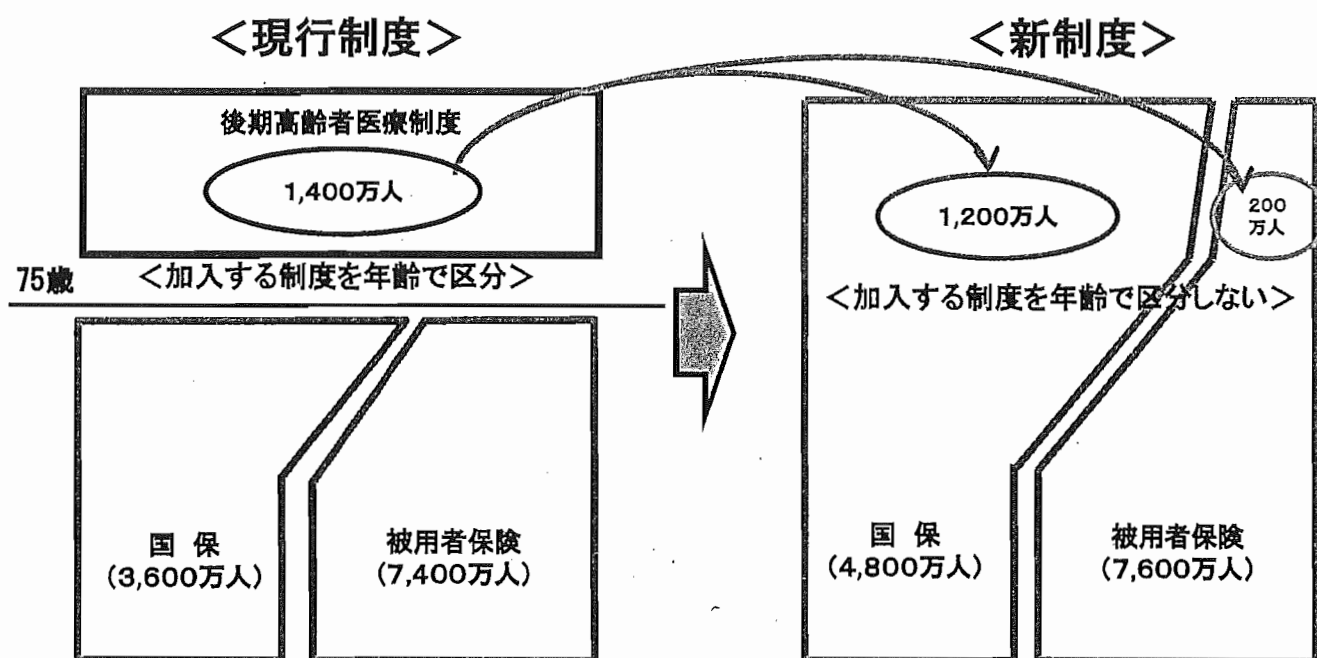 ＜現行制度＞
後期高齢者医療制度
1,400万人
75歳
＜加入する制度を年齢で区分＞
国 保
（3,600万人）
被用者保険
（7,400万人）
＜新制度＞
1,200万人
200
万人
＜加入する制度を年齢で区分しない＞
国 保
（4,800万人）
被用者保険
（7,600万人）